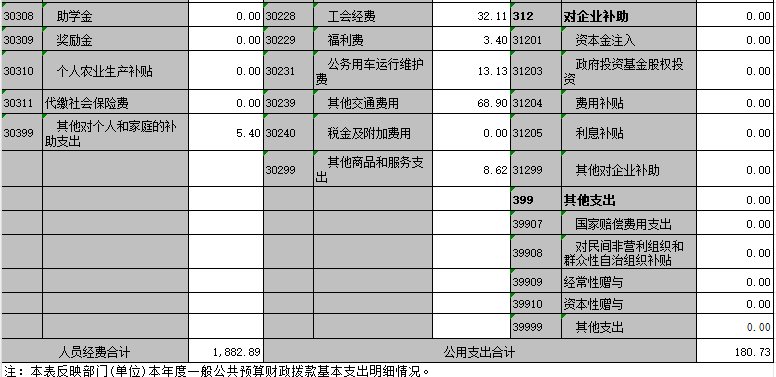 30308 助学金 0.00 30228 工会经费 32.11 312 对企业补助 0.00
30309 奖励金 0.00 30229 福利费 3.40 31201 资本金注入 0.00
30310 个人农业生产补贴 0.00 30231 公务用车运行维护费 13.13 31203 政府投资基金股权投资 0.00
30311 代缴社会保险费 0.00 30239 其他交通费用 68.90 31204 费用补贴 0.00
30399 其他对个人和家庭的补助支出 5.40 30240 税金及附加费用 0.00 31205 利息补贴 0.00
30299 其他商品和服务支出 8.62 31299 其他对企业补助 0.00
399 其他支出 0.00
39907 国家赔偿费用支出 0.00
39908 对民间非营利组织和群众性自治组织补贴 0.00
39909 经常性赠与 0.00
39910 资本性赠与 0.00
39999 其他支出 0.00
人员经费合计 1,882.89 公用支出合计 180.73
注：本表反映部门(单位)本年度一般公共预算财政拨款基本支出明细情况。